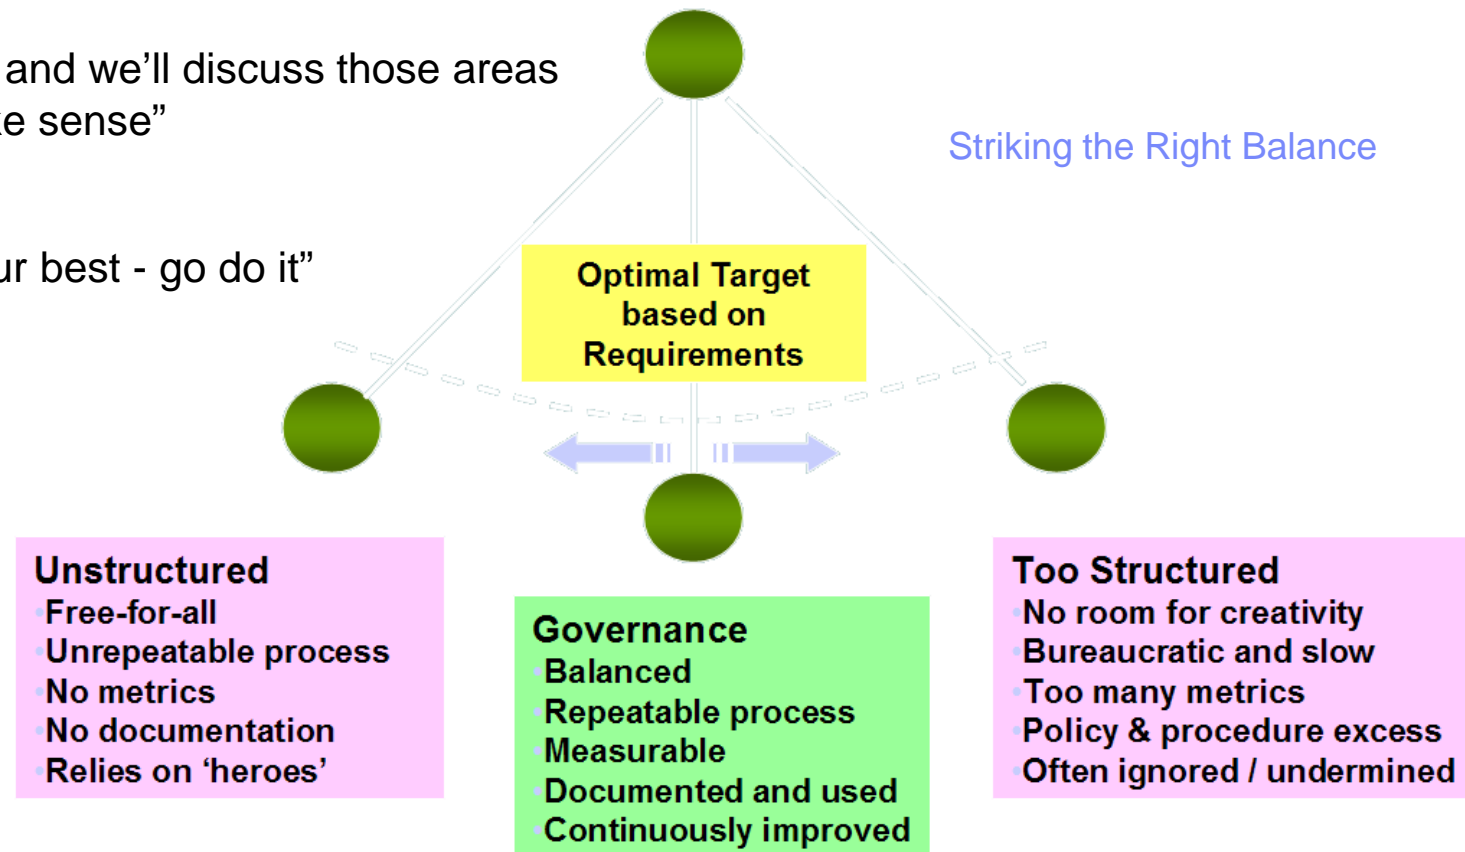 and we’ll discuss those areas
sense”
best - go do it”
Striking the Right Balance
Optimal Target
based on
Requirements
Unstructured
•Free-for-all
•Unrepeatable process
•No metrics
•No documentation
•Relies on ‘heroes’
Governance
•Balanced
•Repeatable process
•Measurable
•Documented and used
•Continuously improved
Too Structured
•No room for creativity
•Bureaucratic and slow
•Too many metrics
•Policy & procedure excess
•Often ignored / undermined